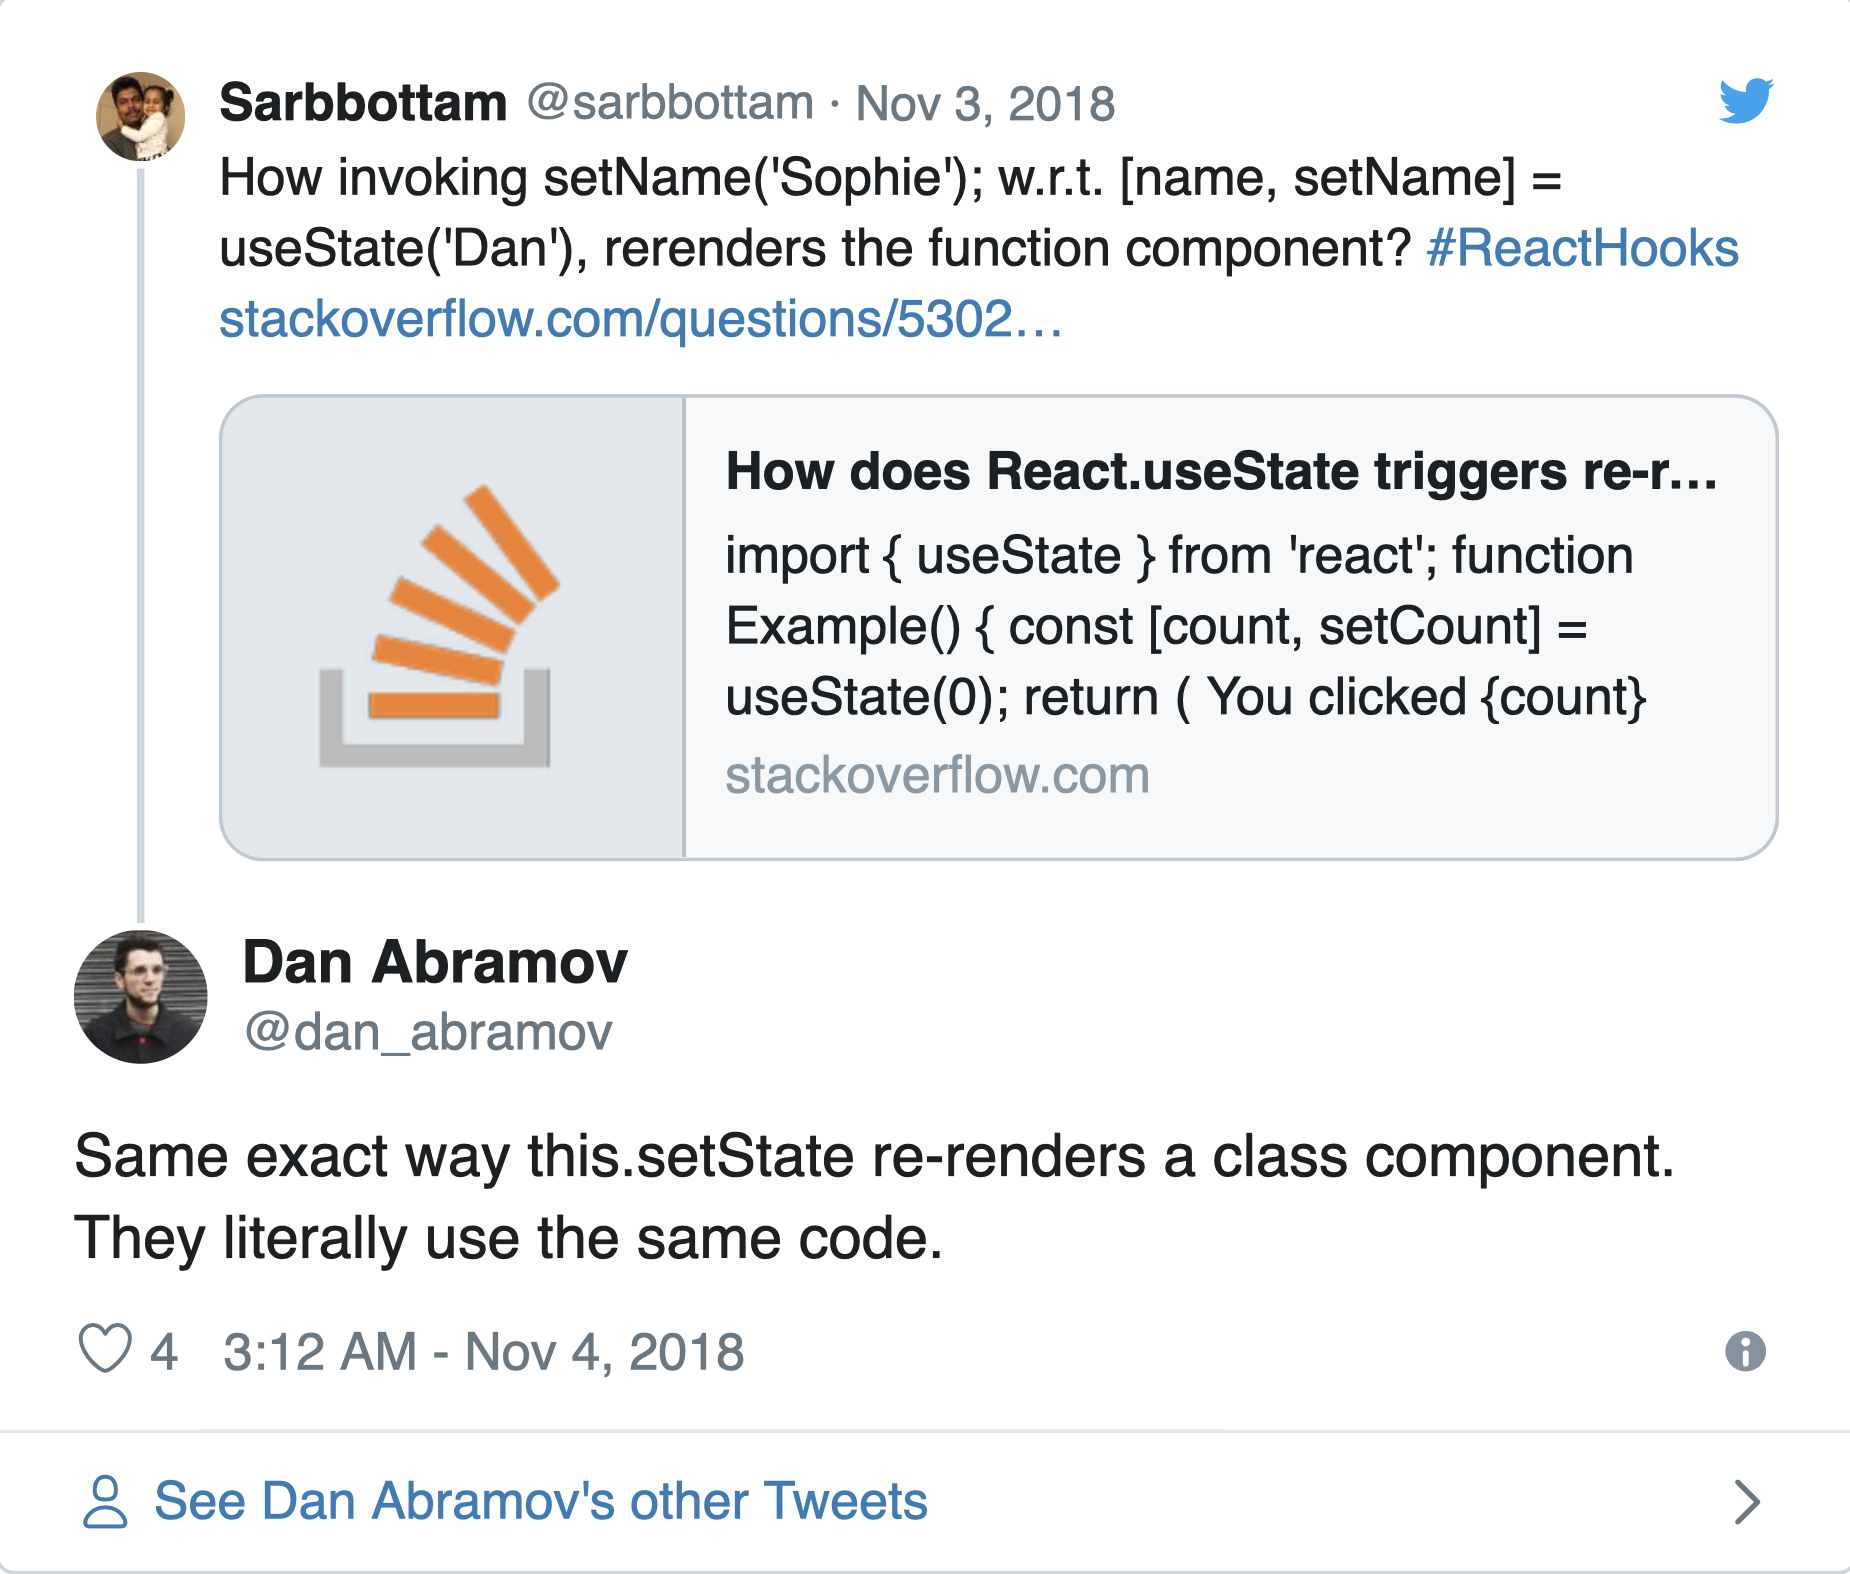 Sarbbottam @sarbbottam · Nov 3, 2018
How invoking setName('Sophie'); w.r.t. [name, setName] =
useState('Dan'), rerenders the function component? #ReactHooks
stackoverflow.com/questions/5302…
How does React.useState triggers re-r...
import { useState } from 'react'; function
Example() { const [count, setCount] =
useState(0); return ( You clicked {count}
stackoverflow.com
Dan Abramov
@dan_abramov
Same exact way this.setState re-renders a class component.
They literally use the same code.
4 3:12 AM - Nov 4, 2018
See Dan Abramov's other Tweets